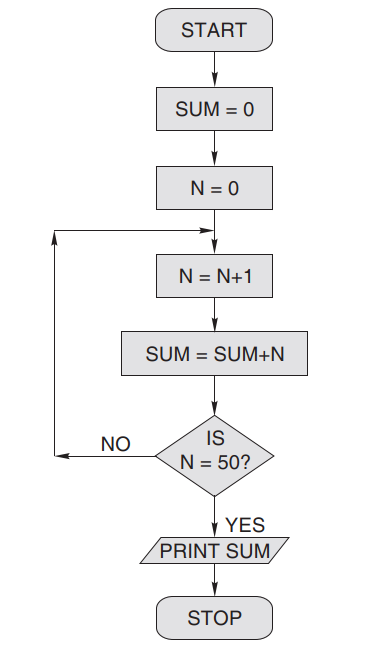 START
SUM = 0
N = 0
N = N+1
SUM = SUM+N
IS
N = 50?
NO
YES
PRINT SUM
STOP